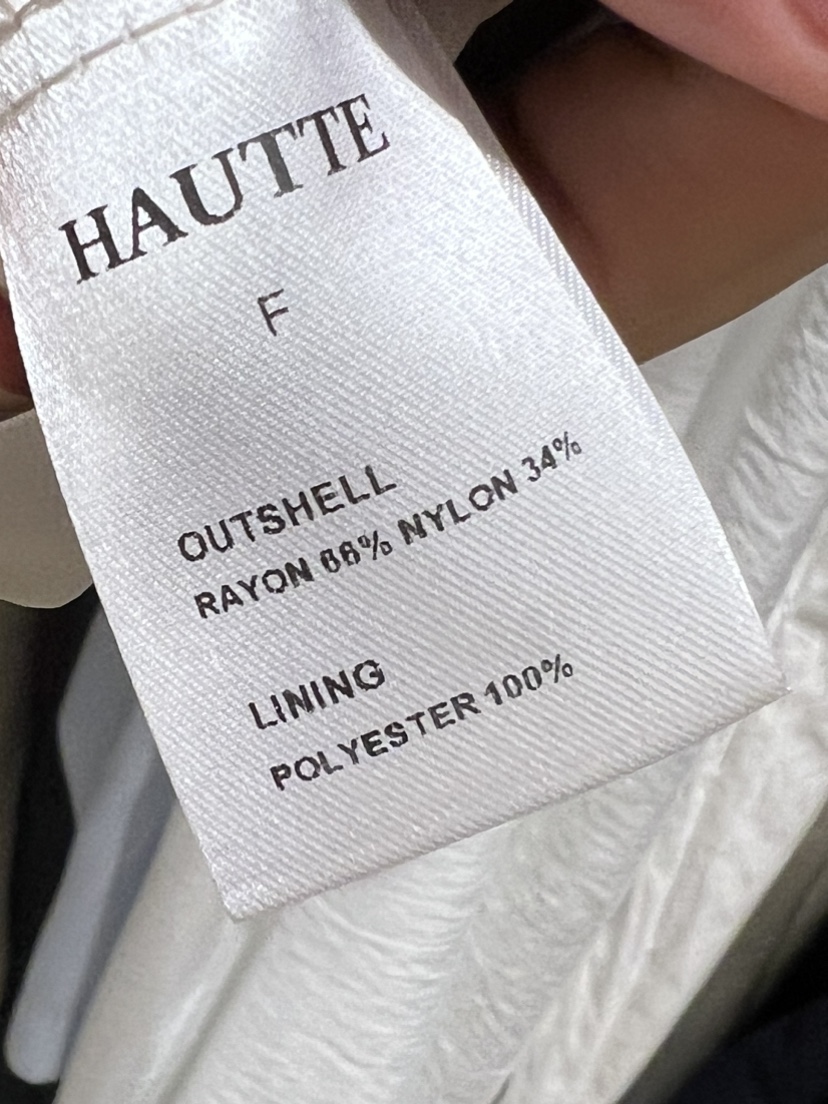 HAUTTE
F
OUTSHELL
RAYON 66% NYLON 34%
LINING
POLYESTER 100%